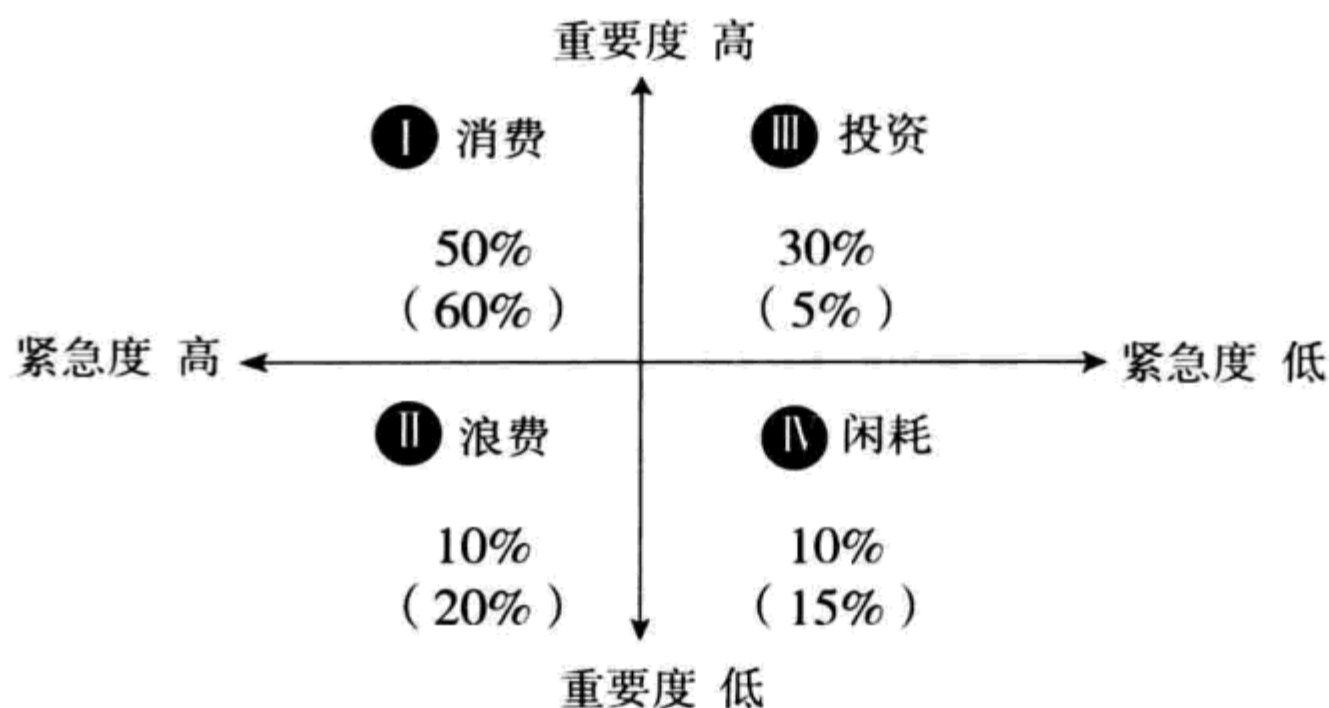 重要度 高
Ⅰ 消费
Ⅲ 投资
50%
（60%）
30%
（5%）
紧急度 高
紧急度 低
Ⅱ 浪费
Ⅳ 闲耗
10%
（20%）
10%
（15%）
重要度 低